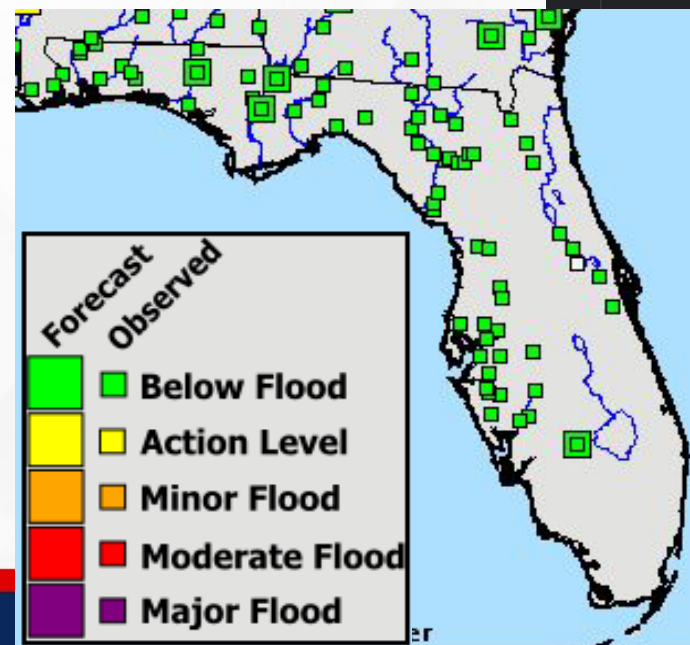 Forecast
Observed
Below Flood
Action Level
Minor Flood
Moderate Flood
Major Flood